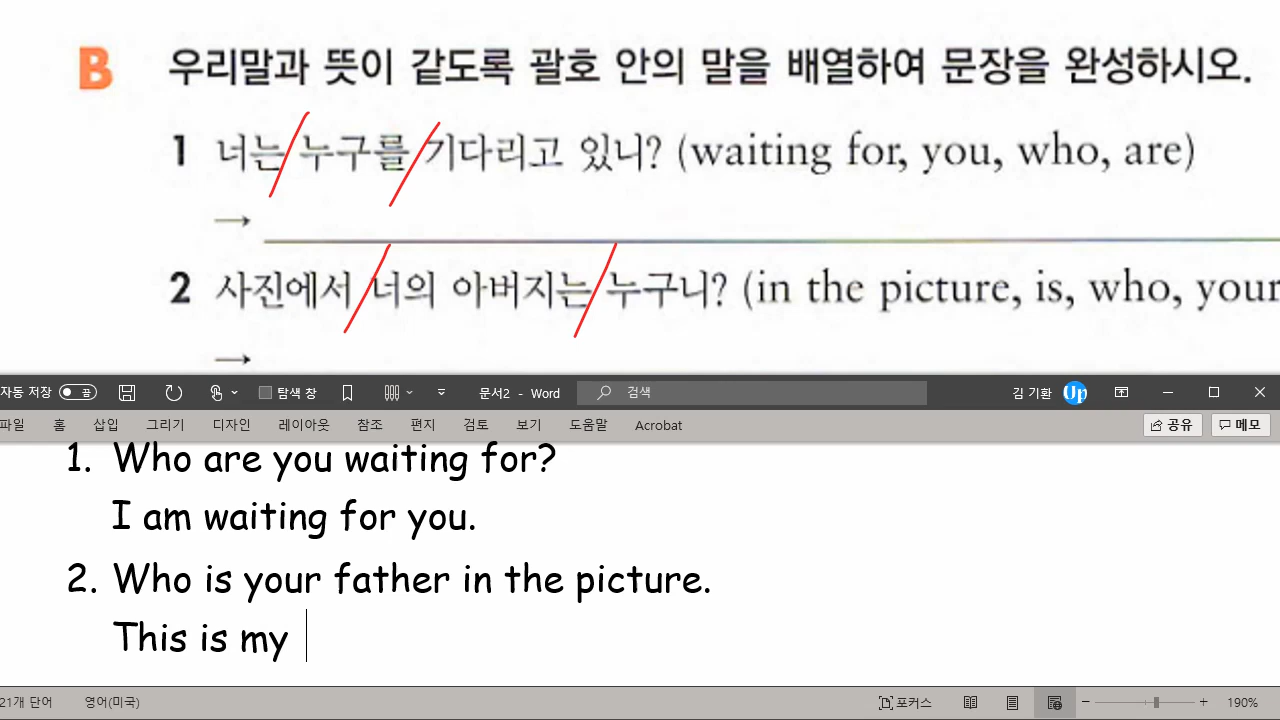 B 우리말과 뜻이 같도록 괄호 안의 말을 배열하여 문장을 완성하시오.
1 너는 누구를 기다리고 있니? (waiting for, you, who, are)
→
2 사진에서 너의 아버지는 누구니? (in the picture, is, who, your
→
자동 저장 끔 탐색 창 문서2 - Word 검색 김 기환 Up
파일 홈 삽입 그리기 디자인 레이아웃 참조 편지 검토 보기 도움말 Acrobat 공유 메모
1. Who are you waiting for?
I am waiting for you.
2. Who is your father in the picture.
This is my
21개 단어 영어(미국) 포커스 190%